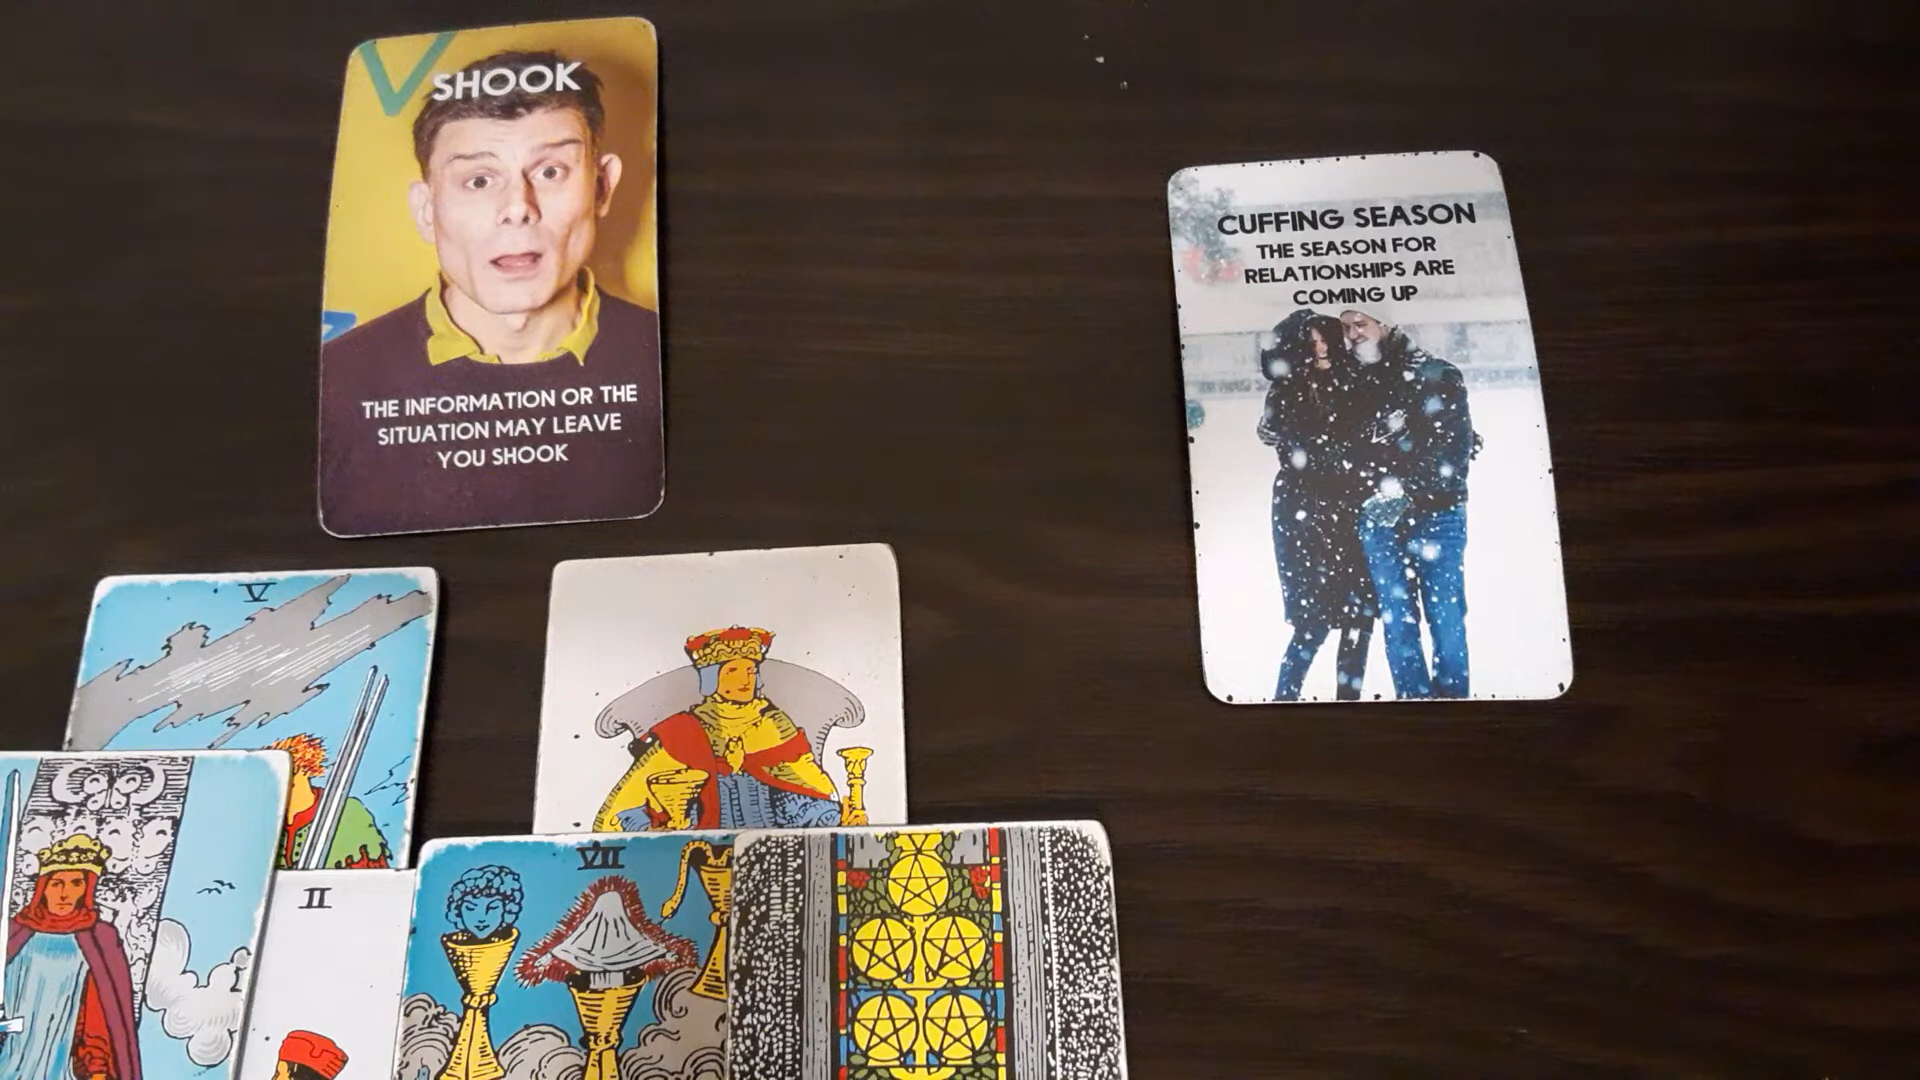 SHOOK
THE INFORMATION OR THE
SITUATION MAY LEAVE
YOU SHOOK
CUFFING SEASON
THE SEASON FOR
RELATIONSHIPS ARE
COMING UP
V
II
VII